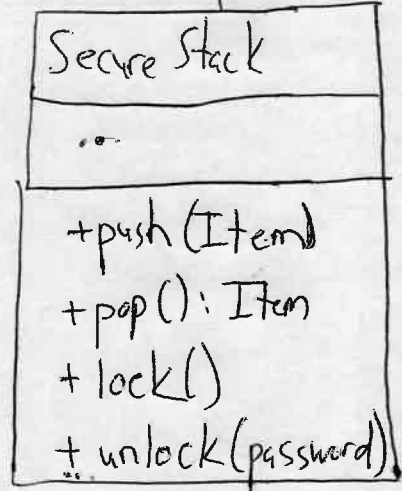 Secure Stack
...
+push(Item)
+pop(): Item
+ lock()
+ unlock(password)